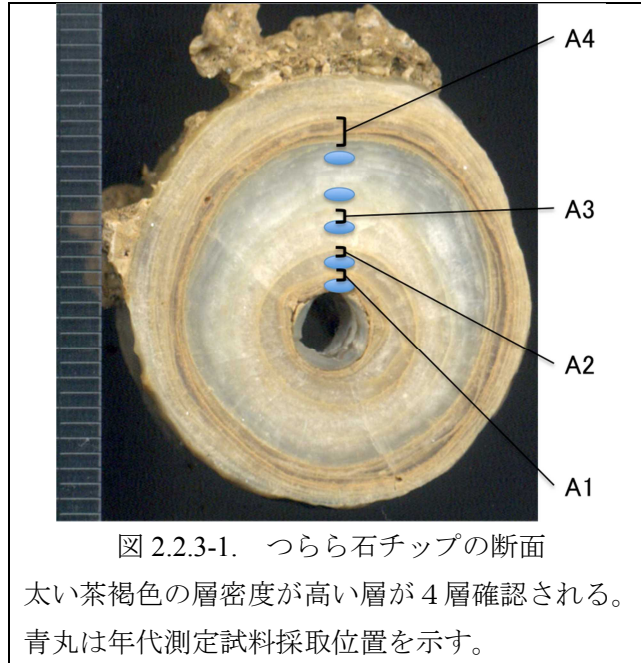 A4
A3
A2
A1
図 2.2.3-1. つらら石チップの断面
太い茶褐色の層密度が高い層が４層確認される。
青丸は年代測定試料採取位置を示す。